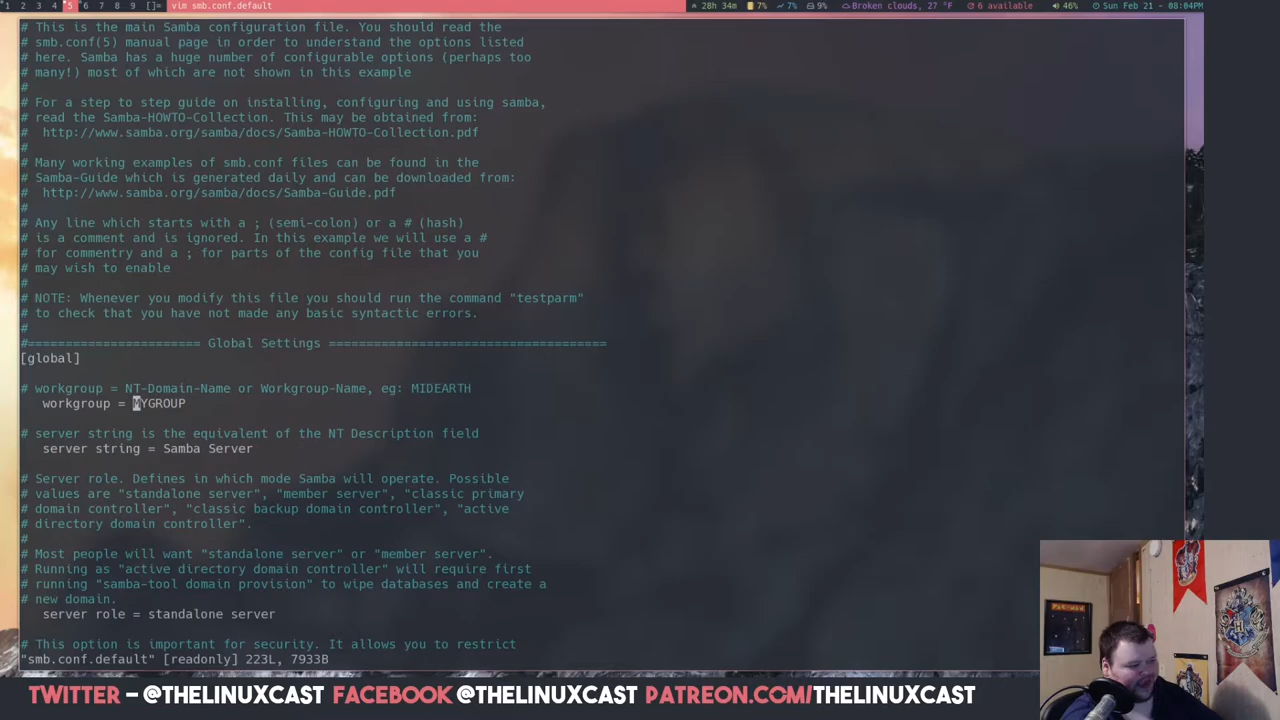 1 2 3 4 5 6 7 8 9 []= vim smb.conf.default 28h 34m 7% 7% 9% Broken clouds, 27 °F 6 available 46% Sun Feb 21 - 08:04PM
# This is the main Samba configuration file. You should read the
# smb.conf(5) manual page in order to understand the options listed
# here. Samba has a huge number of configurable options (perhaps too
# many!) most of which are not shown in this example
#
# For a step to step guide on installing, configuring and using samba,
# read the Samba-HOWTO-Collection. This may be obtained from:
#  http://www.samba.org/samba/docs/Samba-HOWTO-Collection.pdf
#
# Many working examples of smb.conf files can be found in the
# Samba-Guide which is generated daily and can be downloaded from:
#  http://www.samba.org/samba/docs/Samba-Guide.pdf
#
# Any line which starts with a ; (semi-colon) or a # (hash)
# is a comment and is ignored. In this example we will use a #
# for commentry and a ; for parts of the config file that you
# may wish to enable
#
# NOTE: Whenever you modify this file you should run the command "testparm"
# to check that you have not made any basic syntactic errors.
#
#======================= Global Settings =====================================
[global]
# workgroup = NT-Domain-Name or Workgroup-Name, eg: MIDEARTH
workgroup = MYGROUP
# server string is the equivalent of the NT Description field
server string = Samba Server
# Server role. Defines in which mode Samba will operate. Possible
# values are "standalone server", "member server", "classic primary
# domain controller", "classic backup domain controller", "active
# directory domain controller".
#
# Most people will want "standalone server" or "member server".
# Running as "active directory domain controller" will require first
# running "samba-tool domain provision" to wipe databases and create a
# new domain.
server role = standalone server
# This option is important for security. It allows you to restrict
"smb.conf.default" [readonly] 223L, 7933B
TWITTER – @THELINUXCAST FACEBOOK @THELINUXCAST PATREON.COM/THELINUXCAST